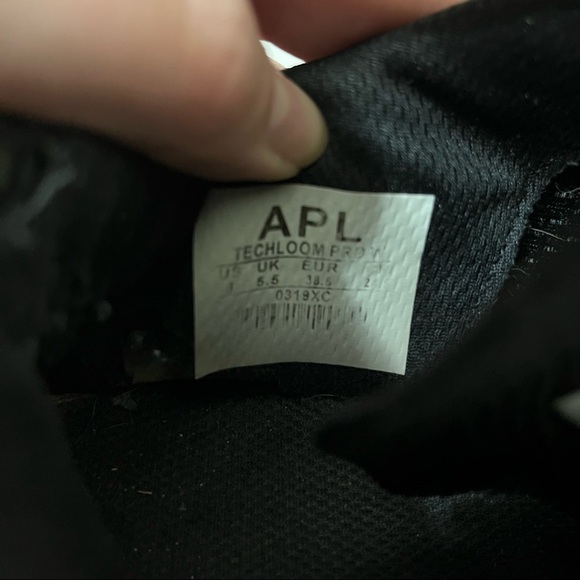 APL
TECHLOOM PRO
US UK EUR
5.5 38.5
0319XC